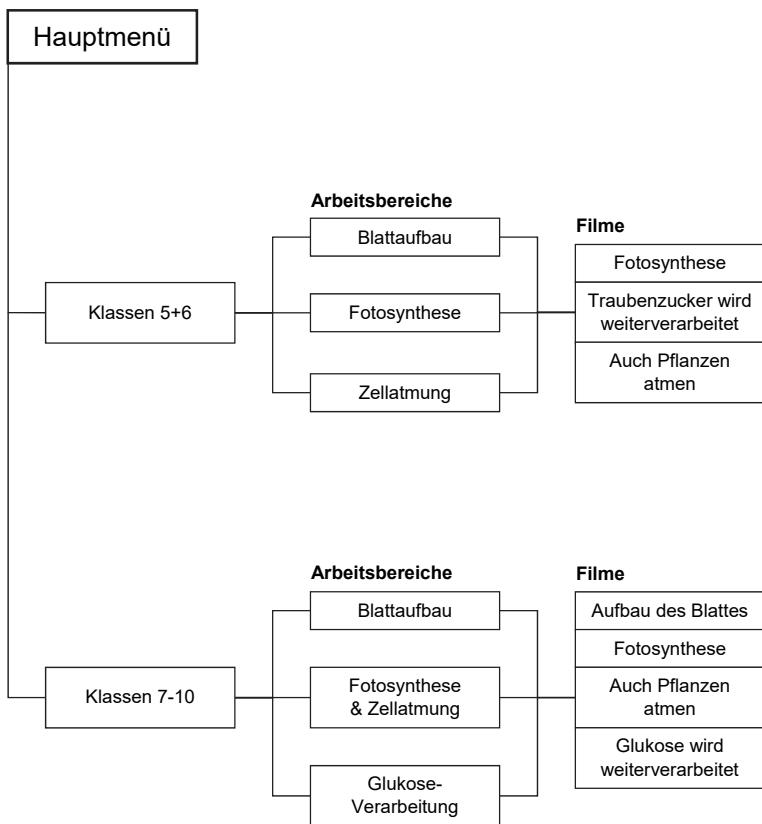 Hauptmenü
Arbeitsbereiche
Blattaufbau
Klassen 5+6
Fotosynthese
Zellatmung
Filme
Fotosynthese
Traubenzucker wird
weiterverarbeitet
Auch Pflanzen
atmen
Arbeitsbereiche
Blattaufbau
Klassen 7-10
Fotosynthese
& Zellatmung
Glukose-
Verarbeitung
Filme
Aufbau des Blattes
Fotosynthese
Auch Pflanzen
atmen
Glukose wird
weiterverarbeitet